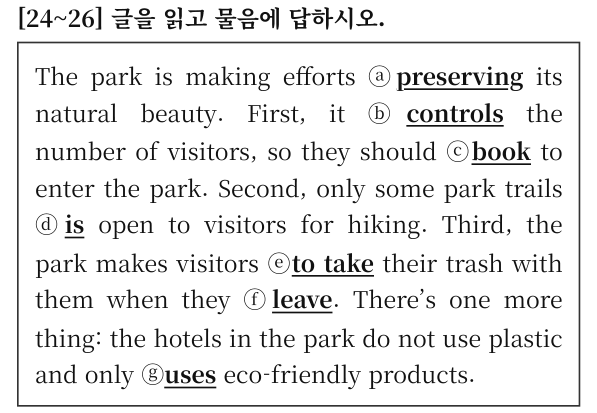 [24~26] 글을 읽고 물음에 답하시오.
The park is making efforts ⓐ preserving its
natural beauty. First, it ⓑ controls the
number of visitors, so they should ⓒ book to
enter the park. Second, only some park trails
ⓓ is open to visitors for hiking. Third, the
park makes visitors ⓔ to take their trash with
them when they ⓕ leave. There’s one more
thing: the hotels in the park do not use plastic
and only ⓖ uses eco-friendly products.